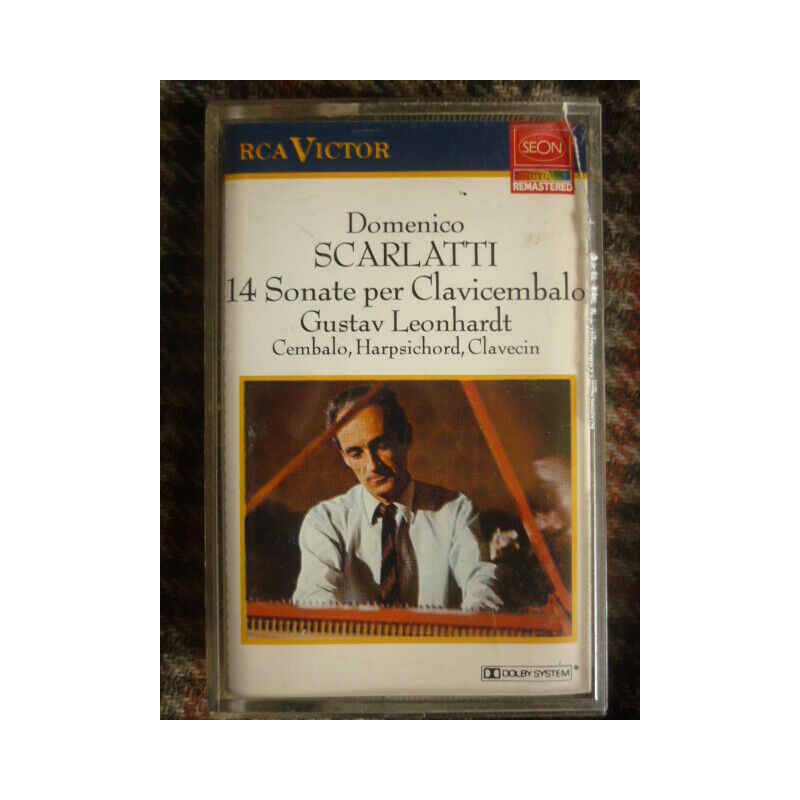 RCA VICTOR
SEON
REMASTERED
Domenico
SCARLATTI
14 Sonate per Clavicembalo
Gustav Leonhardt
Cembalo, Harpsichord, Clavecin
DOLBY SYSTEM